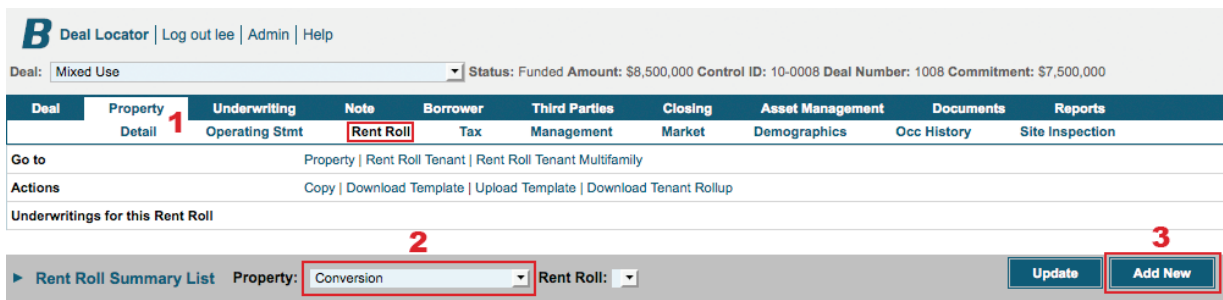 B Deal Locator | Log out lee | Admin | Help
Deal: Mixed Use Status: Funded Amount: $8,500,000 Control ID: 10-0008 Deal Number: 1008 Commitment: $7,500,000
Deal Property Underwriting Note Borrower Third Parties Closing Asset Management Documents Reports
1
Detail Operating Stmt Rent Roll Tax Management Market Demographics Occ History Site Inspection
Go to Property | Rent Roll Tenant | Rent Roll Tenant Multifamily
Actions Copy | Download Template | Upload Template | Download Tenant Rollup
Underwritings for this Rent Roll
2 3
Rent Roll Summary List Property: Conversion Rent Roll: Update Add New